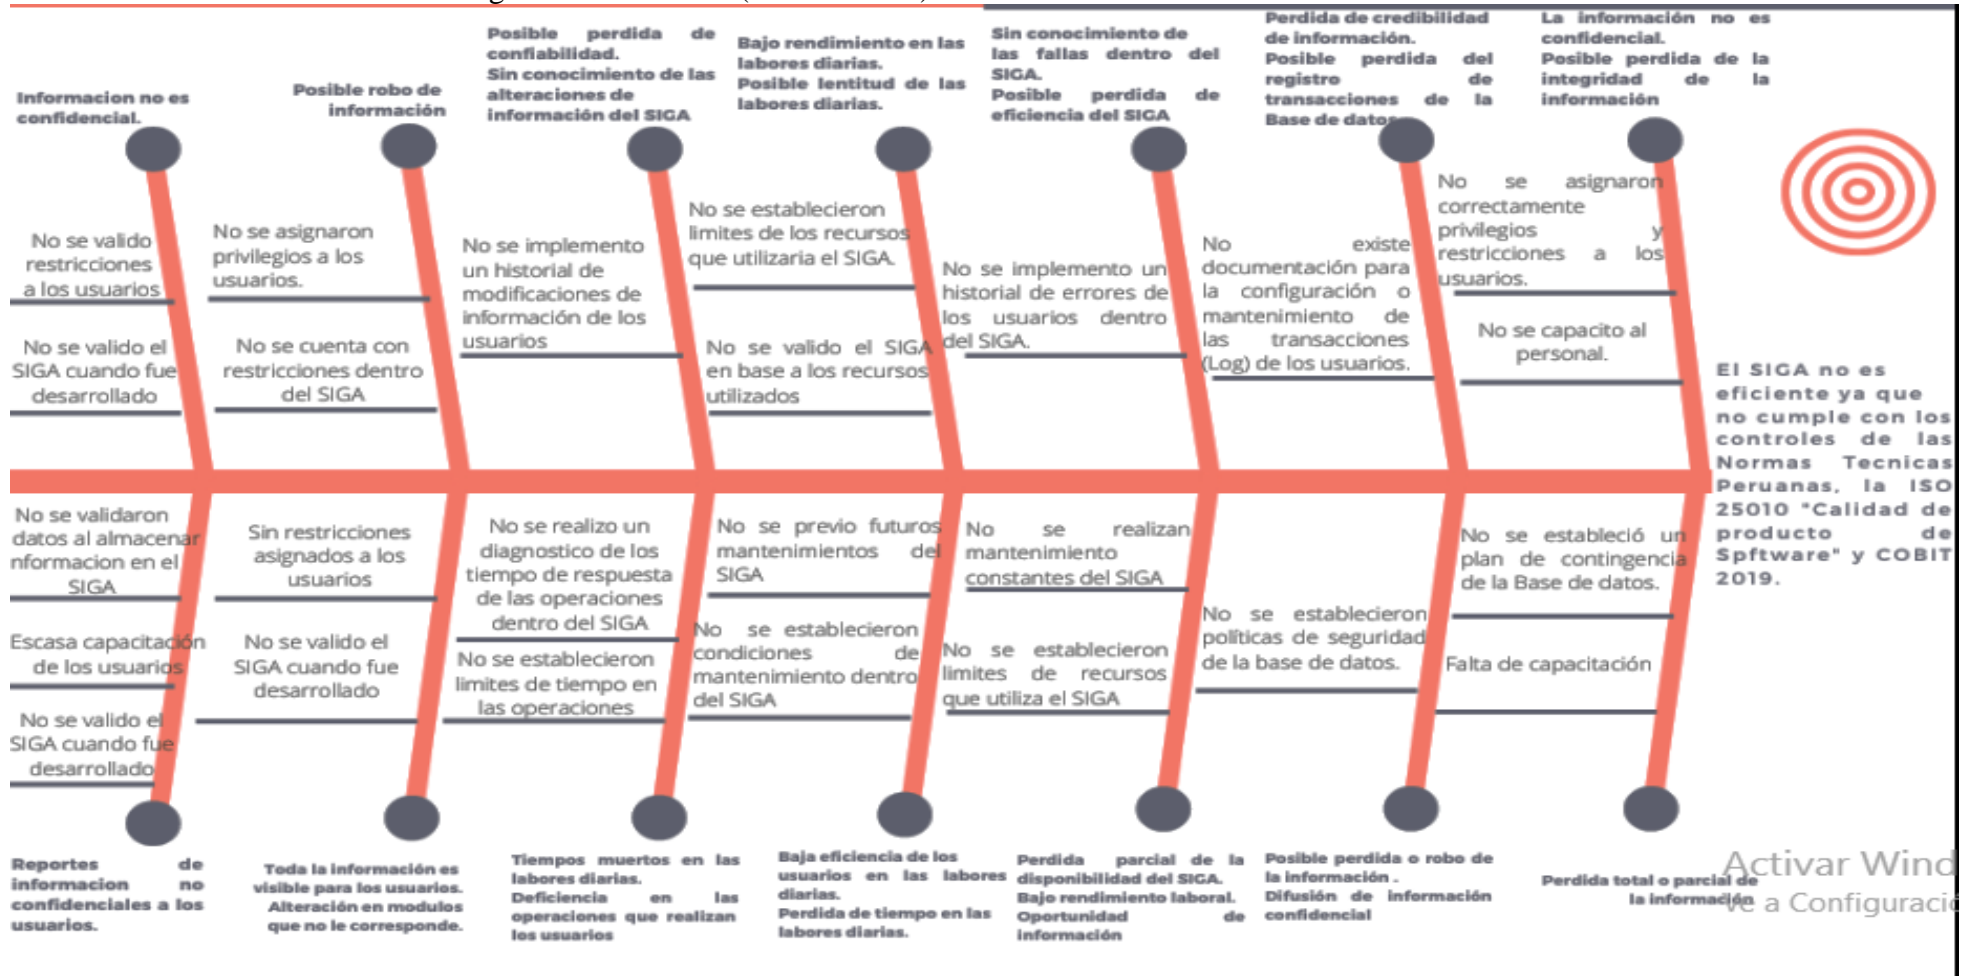 Informacion no es
confidencial.
Posible robo de
información
Posible perdida de
confiabilidad.
Sin conocimiento de las
alteraciones de
información del SIGA
Bajo rendimiento en las
labores diarias.
Posible lentitud de las
labores diarias.
Sin conocimiento de
las fallas dentro del
SIGA.
Posible perdida de
eficiencia del SIGA
Perdida de credibilidad
de información.
Posible perdida del
registro de
transacciones de la
Base de datos
La información no es
confidencial.
Posible perdida de la
integridad de la
información
No se valido
restricciones
a los usuarios
No se valido el
SIGA cuando fue
desarrollado
No se asignaron
privilegios a los
usuarios.
No se cuenta con
restricciones dentro
del SIGA
No se implemento
un historial de
modificaciones de
información de los
usuarios
No se establecieron
limites de los recursos
que utilizaria el SIGA.
No se valido el SIGA
en base a los recursos
utilizados
No se implemento un
historial de errores de
los usuarios dentro
del SIGA.
No existe
documentación para
la configuración o
mantenimiento de
las transacciones
(Log) de los usuarios.
No se asignaron
correctamente
privilegios y
restricciones a los
usuarios.
No se capacito al
personal.
El SIGA no es
eficiente ya que
no cumple con los
controles de las
Normas Tecnicas
Peruanas, la ISO
25010 "Calidad de
producto de
Spftware" y COBIT
2019.
No se validaron
datos al almacenar
nformacion en el
SIGA
Escasa capacitación
de los usuarios
No se valido el
SIGA cuando fue
desarrollado
Sin restricciones
asignados a los
usuarios
No se valido el
SIGA cuando fue
desarrollado
No se realizo un
diagnostico de los
tiempo de respuesta
de las operaciones
dentro del SIGA
No se establecieron
limites de tiempo en
las operaciones
No se previo futuros
mantenimientos del
SIGA
No se establecieron
condiciones de
mantenimiento dentro
del SIGA
No se realizan
mantenimiento
constantes del SIGA
No se establecieron
limites de recursos
que utiliza el SIGA
No se establecieron
políticas de seguridad
de la base de datos.
No se estableció un
plan de contingencia
de la Base de datos.
Falta de capacitación
Reportes de
informacion no
confidenciales a los
usuarios.
Toda la información es
visible para los usuarios.
Alteración en modulos
que no le corresponde.
Tiempos muertos en las
labores diarias.
Deficiencia en las
operaciones que realizan
los usuarios
Baja eficiencia de los
usuarios en las labores
diarias.
Perdida de tiempo en las
labores diarias.
Perdida parcial de la
disponibilidad del SIGA.
Bajo rendimiento laboral.
Oportunidad de
información
Posible perdida o robo de
la información .
Difusión de información
confidencial
Perdida total o parcial de
la información
Activar Wind
Ve a Configuració